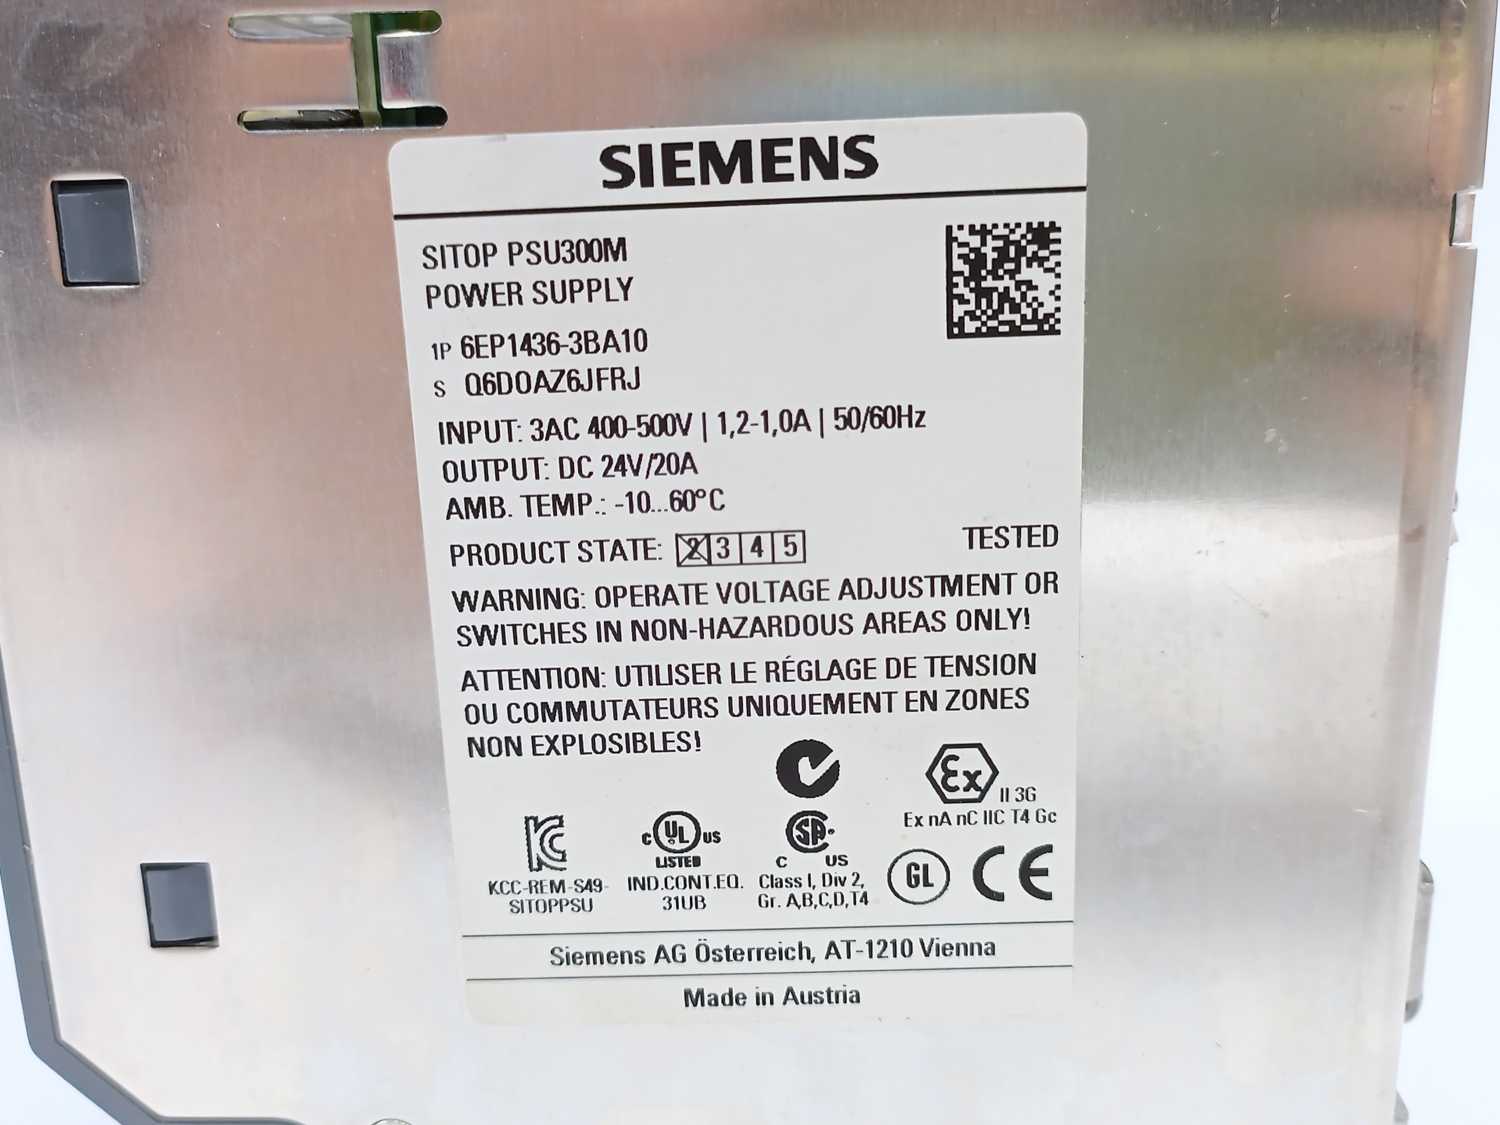 SIEMENS
SITOP PSU300M
POWER SUPPLY
1P 6EP1436-3BA10
S Q6DOAZ6JFRJ
INPUT: 3AC 400-500V | 1,2-1,0A | 50/60Hz
OUTPUT: DC 24V/20A
AMB. TEMP.: -10...60°C
PRODUCT STATE: 2 3 4 5 TESTED
WARNING: OPERATE VOLTAGE ADJUSTMENT OR
SWITCHES IN NON-HAZARDOUS AREAS ONLY!
ATTENTION: UTILISER LE RÉGLAGE DE TENSION
OU COMMUTATEURS UNIQUEMENT EN ZONES
NON EXPLOSIBLES!
Ex II 3G
Ex nA nC IIC T4 Gc
KCC-REM-S49-
SITOPPSU
c UL us
LISTED
IND.CONT.EQ.
31UB
SA
C US
Class I, Div 2,
Gr. A,B,C,D,T4
GL
CE
Siemens AG Österreich, AT-1210 Vienna
Made in Austria